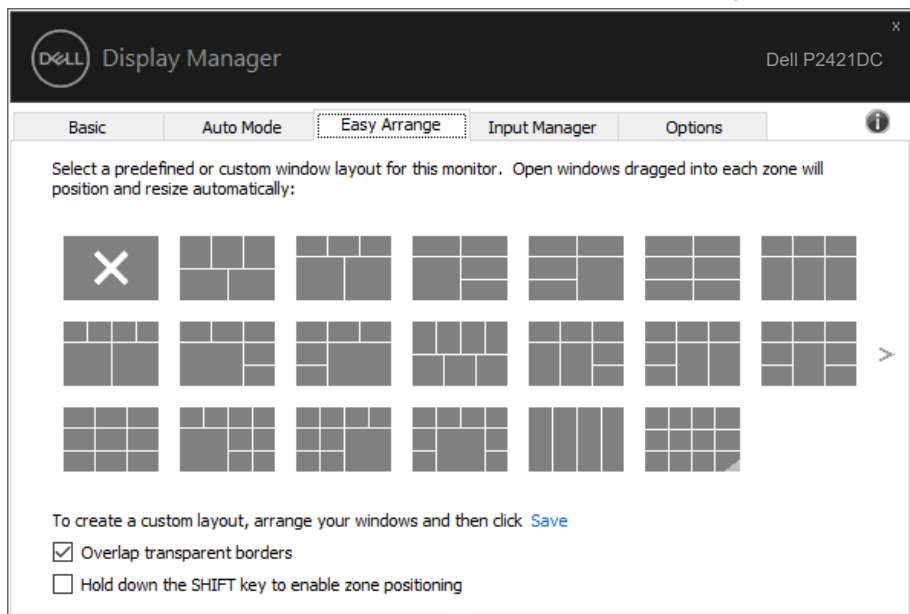 x
DELL Display Manager
Dell P2421DC
Basic Auto Mode Easy Arrange Input Manager Options
Select a predefined or custom window layout for this monitor. Open windows dragged into each zone will
position and resize automatically:
>
To create a custom layout, arrange your windows and then click Save
Overlap transparent borders
Hold down the SHIFT key to enable zone positioning